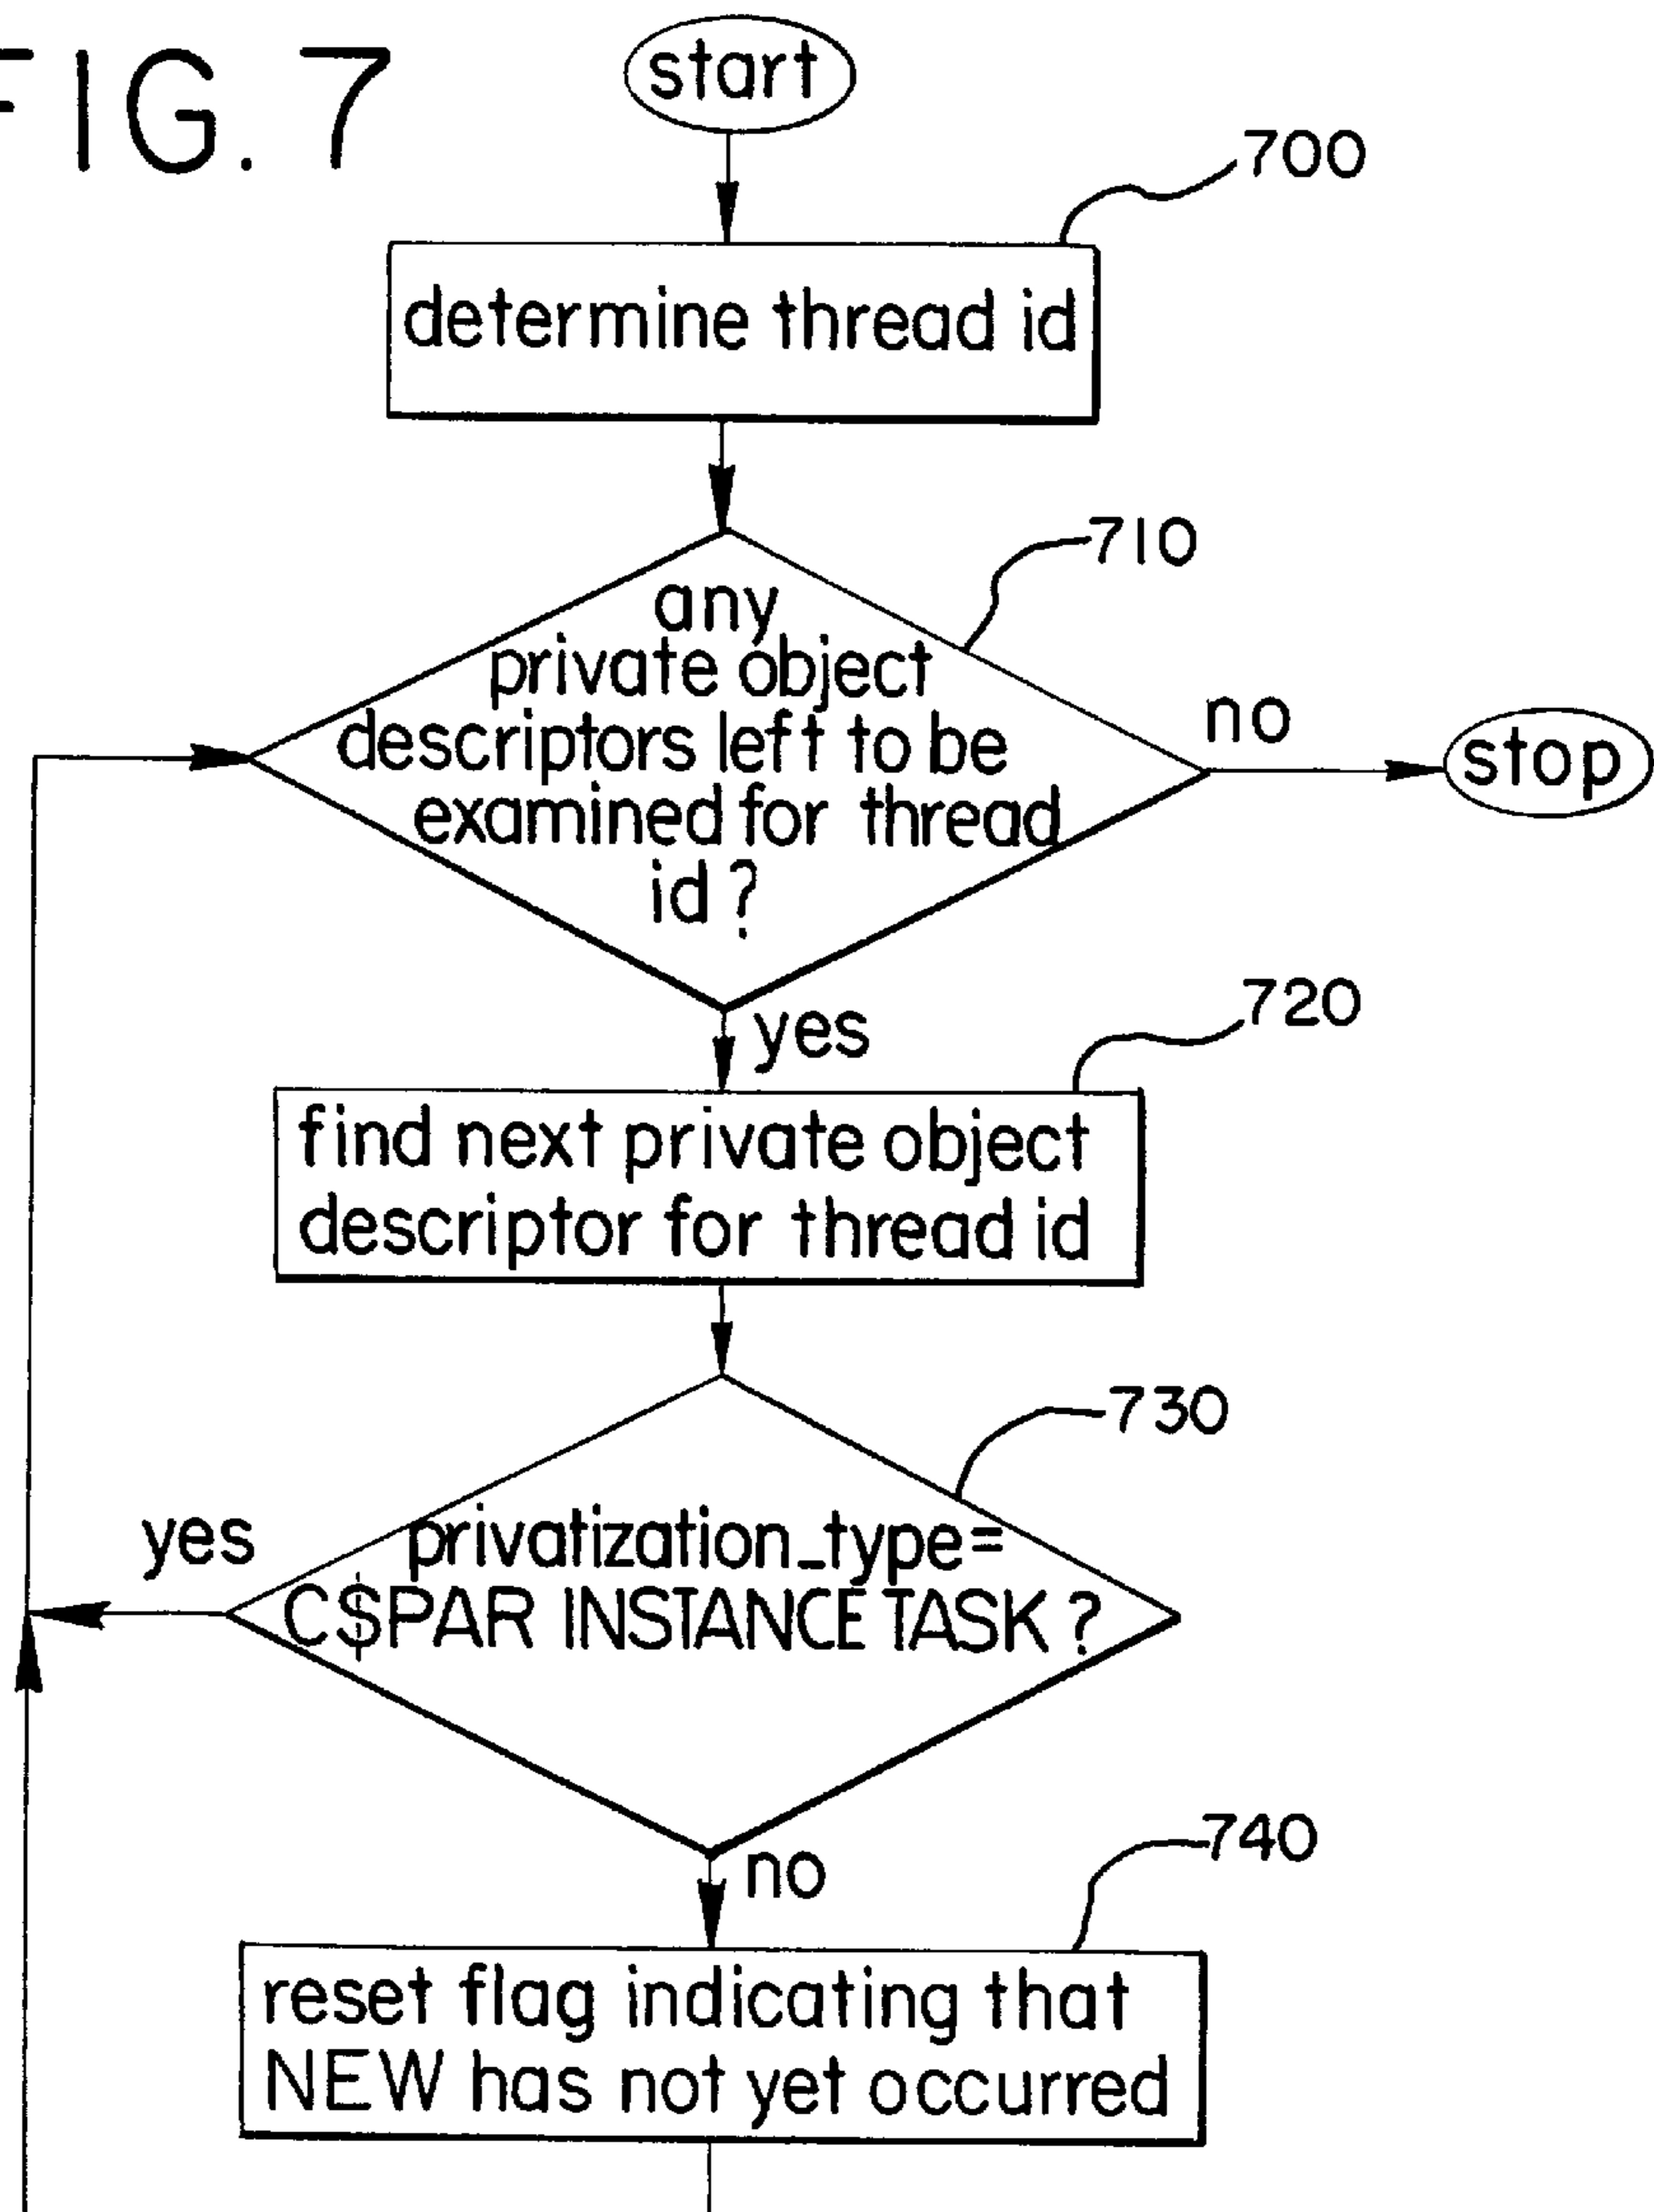 FIG. 7
start
700
determine thread id
710
any
private object
descriptors left to be
examined for thread
id?
no
stop
yes
720
find next private object
descriptor for thread id
730
yes
privatization_type=
C$PAR INSTANCE TASK?
no
740
reset flag indicating that
NEW has not yet occurred